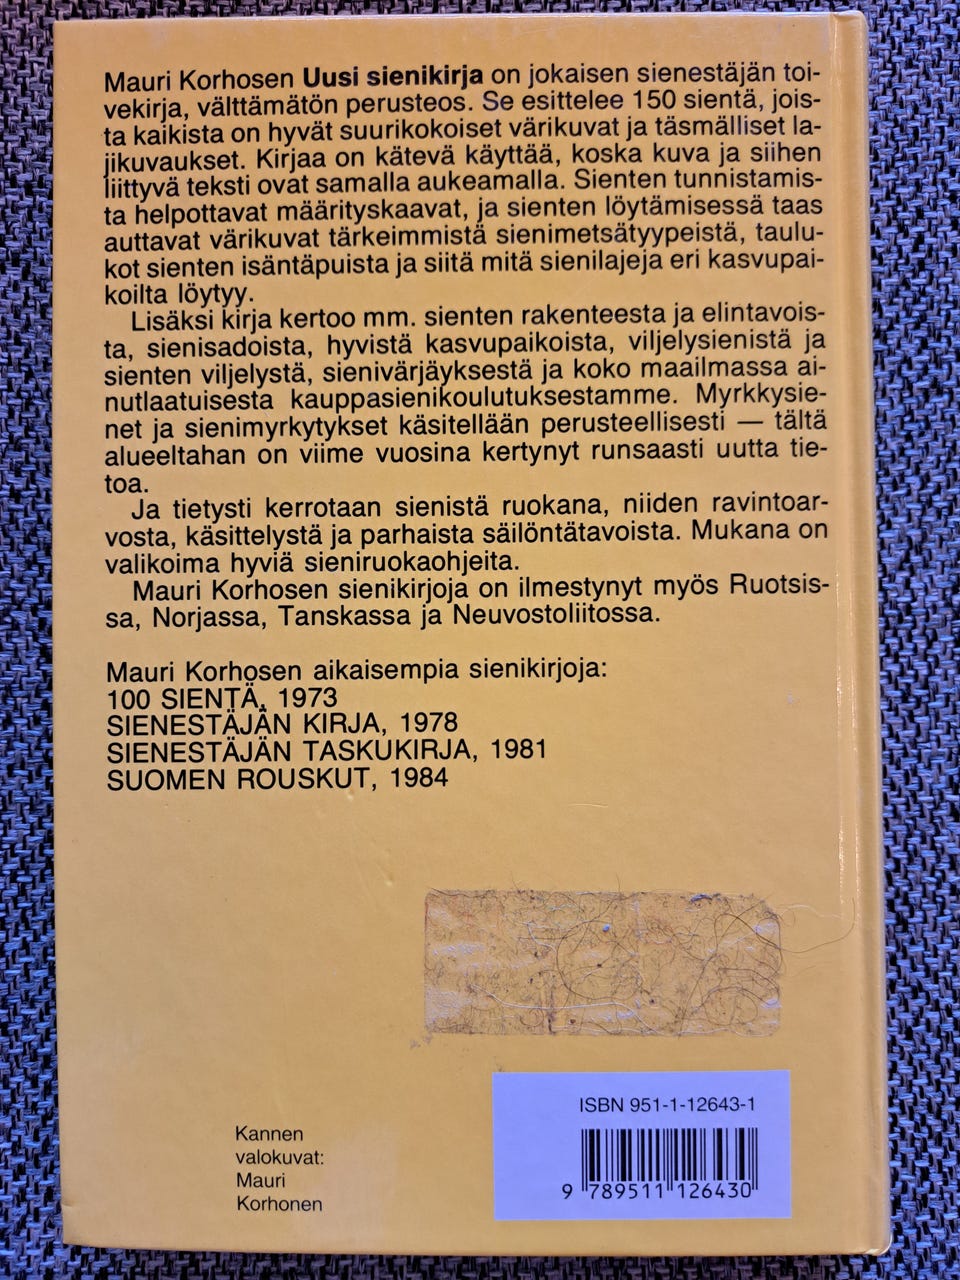 Mauri Korhosen Uusi sienikirja on jokaisen sienestäjän toi-
vekirja, välttämätön perusteos. Se esittelee 150 sientä, jois-
ta kaikista on hyvät suurikokoiset värikuvat ja täsmälliset la-
jikuvaukset. Kirjaa on kätevä käyttää, koska kuva ja siihen
liittyvä teksti ovat samalla aukeamalla. Sienten tunnistamis-
ta helpottavat määrityskaavat, ja sienten löytämisessä taas
auttavat värikuvat tärkeimmistä sienimetsätyypeistä, taulu-
kot sienten isäntäpuista ja siitä mitä sienilajeja eri kasvupai-
koilta löytyy.
Lisäksi kirja kertoo mm. sienten rakenteesta ja elintavois-
ta, sienisadoista, hyvistä kasvupaikoista, viljelysienistä ja
sienten viljelystä, sienivärjäyksestä ja koko maailmassa ai-
nutlaatuisesta kauppasienikoulutuksestamme. Myrkkysie-
net ja sienimyrkytykset käsitellään perusteellisesti — tältä
alueeltahan on viime vuosina kertynyt runsaasti uutta tie-
toa.
Ja tietysti kerrotaan sienistä ruokana, niiden ravintoar-
vosta, käsittelystä ja parhaista säilöntätavoista. Mukana on
valikoima hyviä sieniruokaohjeita.
Mauri Korhosen sienikirjoja on ilmestynyt myös Ruotsis-
sa, Norjassa, Tanskassa ja Neuvostoliitossa.
Mauri Korhosen aikaisempia sienikirjoja:
100 SIENTÄ, 1973
SIENESTÄJÄN KIRJA, 1978
SIENESTÄJÄN TASKUKIRJA, 1981
SUOMEN ROUSKUT, 1984
Kannen
valokuvat:
Mauri
Korhonen
ISBN 951-1-12643-1
9 789511 126430